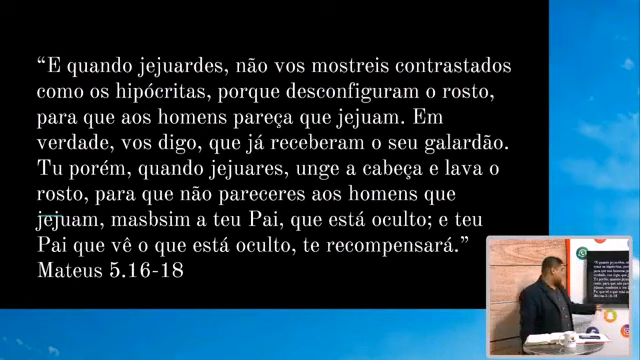 “E quando jejuardes, não vos mostreis contrastados
como os hipócritas, porque desconfiguram o rosto,
para que aos homens pareça que jejuam. Em
verdade, vos digo, que já receberam o seu galardão.
Tu porém, quando jejuares, unge a cabeça e lava o
rosto, para que não pareceres aos homens que
jejuam, masbsim a teu Pai, que está oculto; e teu
Pai que vê o que está oculto, te recompensará.”
Mateus 5.16-18